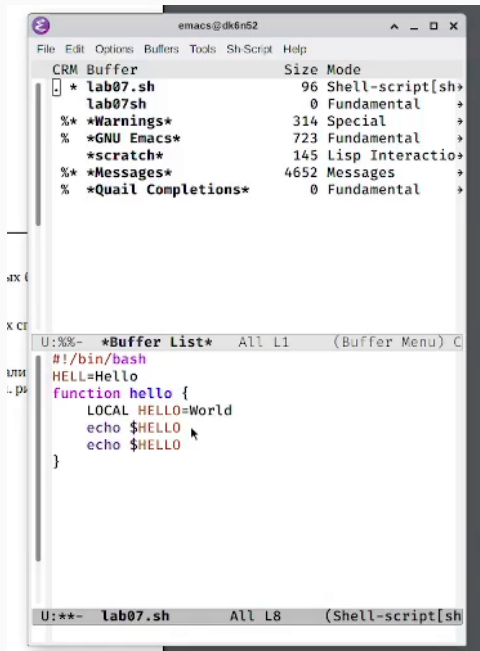 emacs@dk6n52
File Edit Options Buffers Tools Sh-Script Help
CRM Buffer Size Mode
. * lab07.sh 96 Shell-script[sh
lab07sh 0 Fundamental
%* *Warnings* 314 Special
% *GNU Emacs* 723 Fundamental
*scratch* 145 Lisp Interactio
%* *Messages* 4652 Messages
% *Quail Completions* 0 Fundamental
U:%%- *Buffer List* All L1 (Buffer Menu) C
#!/bin/bash
HELL=Hello
function hello {
LOCAL HELLO=World
echo $HELLO
echo $HELLO
}
U:**- lab07.sh All L8 (Shell-script[sh